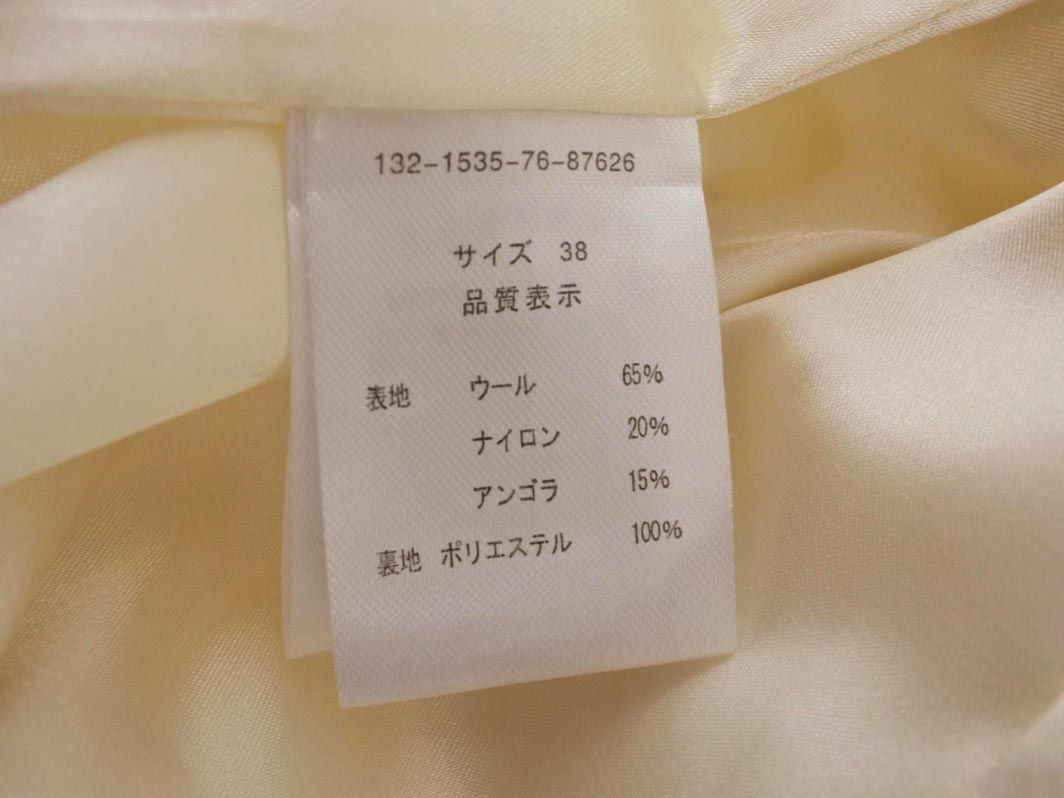 132-1535-76-87626
サイズ 38
品質表示
表地 ウール 65%
ナイロン 20%
アンゴラ 15%
裏地 ポリエステル 100%